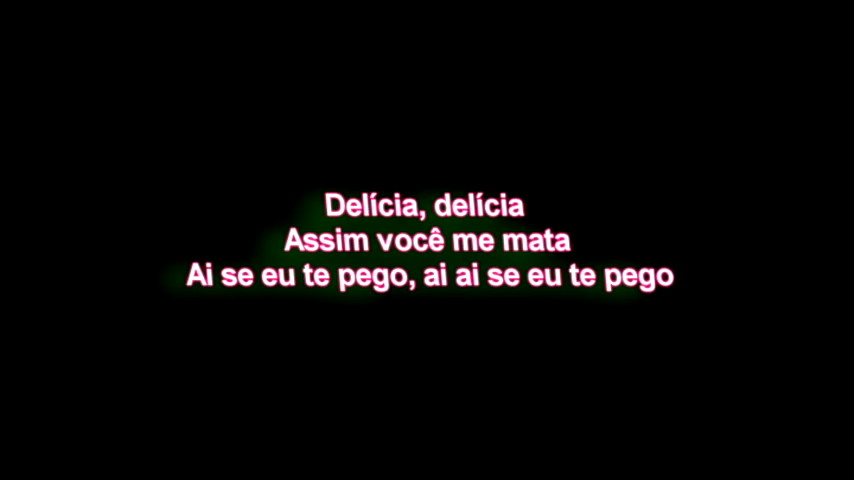 Delícia, delícia
Assim você me mata
Ai se eu te pego, ai ai se eu te pego